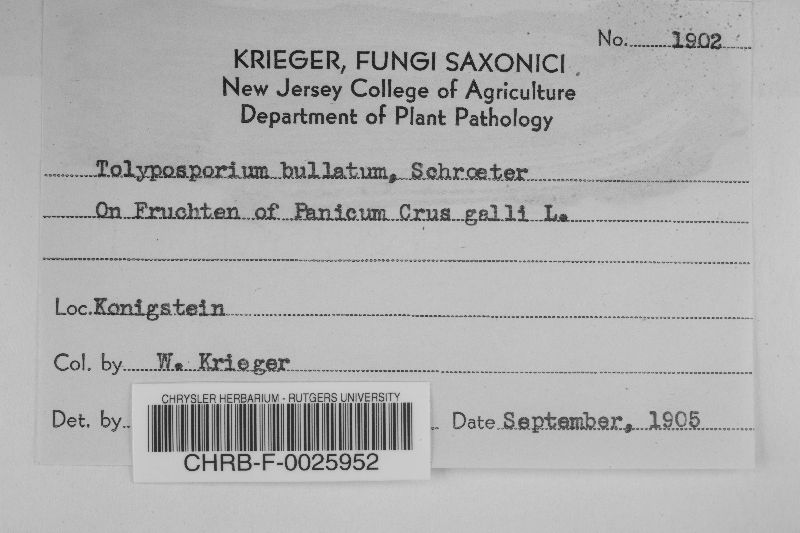 No. 1902
KRIEGER, FUNGI SAXONICI
New Jersey College of Agriculture
Department of Plant Pathology
Tolyposporium bullatum, Schroeter
On Fruchten of Panicum Crus galli L.
Loc. Konigstein
Col. by W. Krieger
Det. by
Date September, 1905
CHRYSLER HERBARIUM - RUTGERS UNIVERSITY
CHRB-F-0025952